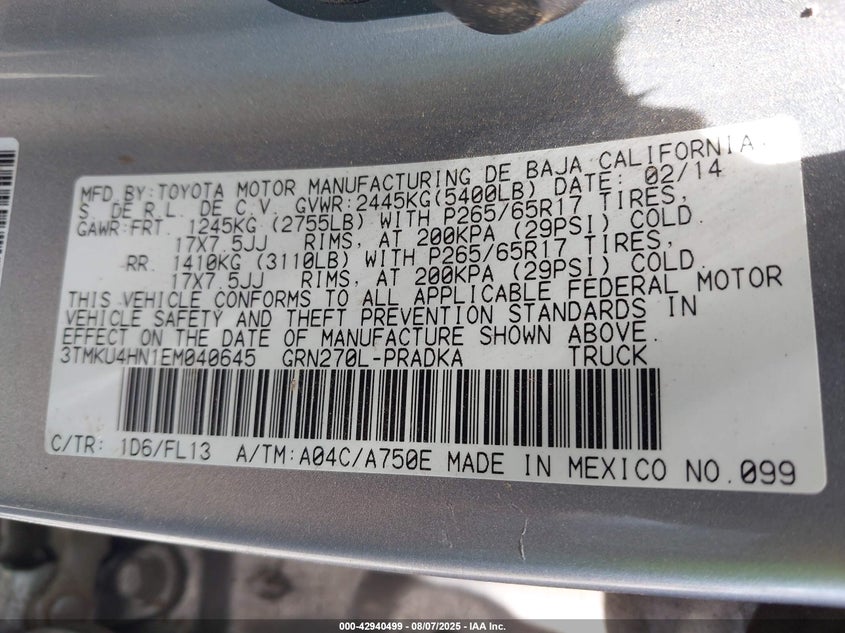 MFD. BY: TOYOTA MOTOR MANUFACTURING DE BAJA CALIFORNIA
S. DE R.L. DE C.V. GVWR: 2445KG(5400LB) DATE: 02/14
GAWR: FRT. 1245KG (2755LB) WITH P265/65R17 TIRES,
17X7.5JJ RIMS, AT 200KPA (29PSI) COLD.
RR. 1410KG (3110LB) WITH P265/65R17 TIRES,
17X7.5JJ RIMS, AT 200KPA (29PSI) COLD.
THIS VEHICLE CONFORMS TO ALL APPLICABLE FEDERAL MOTOR
VEHICLE SAFETY AND THEFT PREVENTION STANDARDS IN
EFFECT ON THE DATE OF MANUFACTURE SHOWN ABOVE.
3TMKU4HN1EM040645 GRN270L-PRADKA TRUCK
C/TR: 1D6/FL13 A/TM: A04C/A750E MADE IN MEXICO NO.099
000-42940499 - 08/07/2025 - IAA Inc.